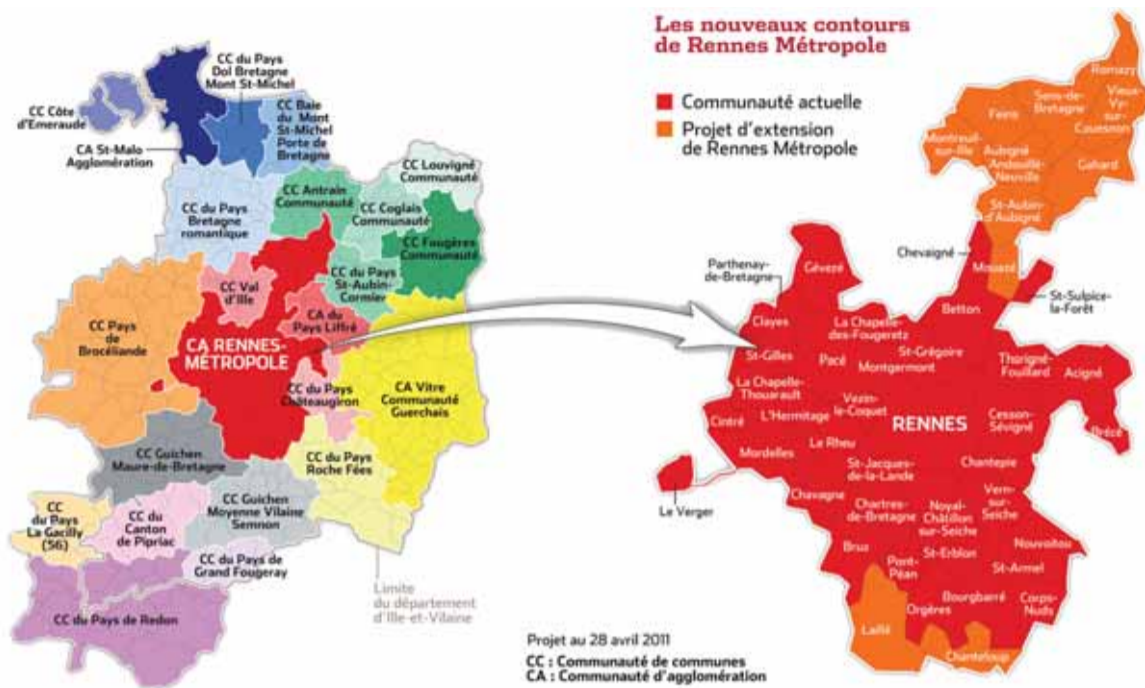 CC du Pays
Dol Bretagne
Mont St-Michel
CC Côte
d'Emeraude
CC Baie
du Mont
St-Michel
Porte de
Bretagne
CA St-Malo
Agglomération
CC Louvigné
Communauté
CC Antrain
Communauté
CC du Pays
Bretagne
romantique
CC Coglais
Communauté
CC Fougères
Communauté
CC du Pays
St-Aubin-
Cormier
CC Val
d'Ille
CA du
Pays Liffré
CC Pays
de
Brocéliande
CA RENNES-
MÉTROPOLE
CC du Pays
Châteaugiron
CA Vitre
Communauté
Guerchais
CC Guichen
Maure-de-Bretagne
CC du Pays
Roche Fées
CC
du Pays
La Gacilly
(56)
CC du
Canton
de Pipriac
CC Guichen
Moyenne Vilaine
Semnon
CC du Pays de
Grand Fougeray
CC du Pays de Redon
Limite
du département
d'Ille-et-Vilaine
Les nouveaux contours
de Rennes Métropole
Communauté actuelle
Projet d'extension
de Rennes Métropole
Romazy
Sens-de-
Bretagne
Vieux-
Vy-
sur-
Couesnon
Feins
Montreuil-
sur-Ille
Aubigné
Andouillé-
Neuville
Gahard
St-Aubin-
d'Aubigné
Chevaigné
Mouazé
St-Sulpice-
la-Forêt
Parthenay-
de-Bretagne
Gévezé
Betton
Clayes
La Chapelle-
des-Fougeretz
St-Gilles
Pacé
St-Grégoire
Montgermont
Thorigné-
Fouillard
Acigné
La Chapelle-
Thouarault
Vezin-
le-Coquet
L'Hermitage
Cintré
RENNES
Cesson-
Sévigné
Brécé
Le Rheu
Mordelles
St-Jacques-
de-la-Lande
Chantepie
Le Verger
Chavagne
Chartres-
de-Bretagne
Noyal-
Châtillon
sur-Seiche
Vern-
sur-
Seiche
Bruz
Nouvoitou
St-Erblon
Pont-
Péan
St-Armel
Bourgbarré
Orgères
Corps-
Nuds
Laillé
Chanteloup
Projet au 28 avril 2011
CC : Communauté de communes
CA : Communauté d'agglomération